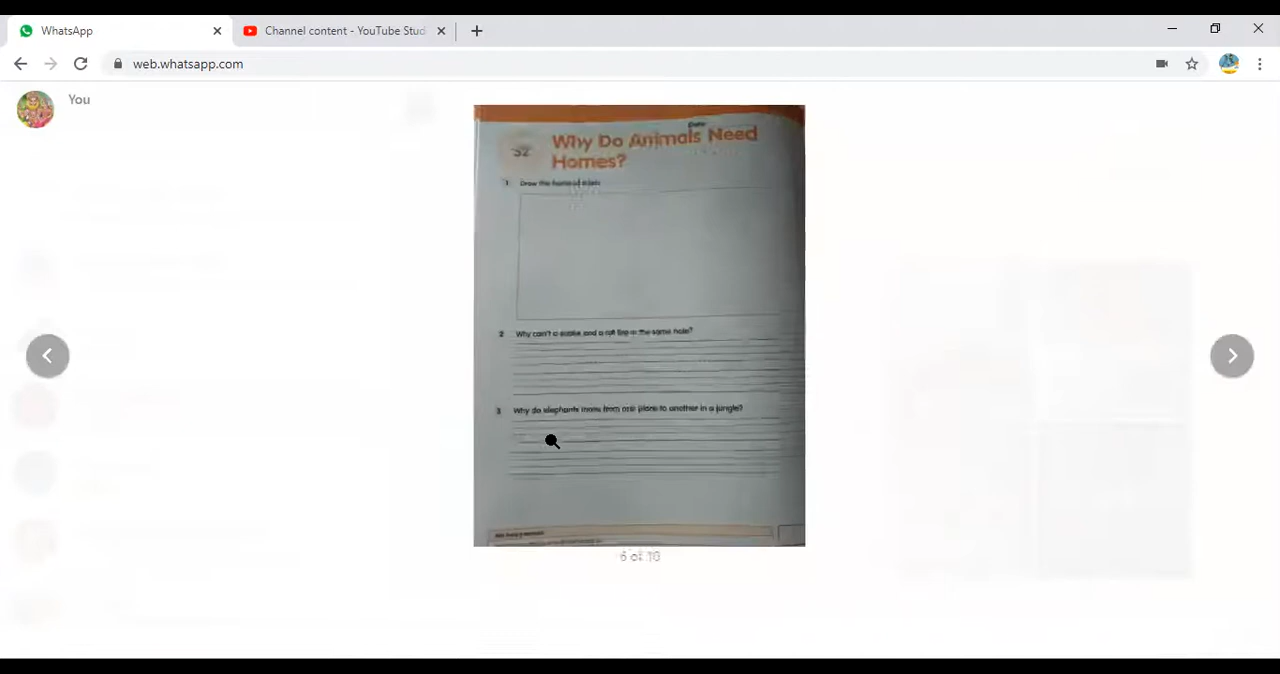 WhatsApp
Channel content - YouTube Stud
web.whatsapp.com
You
Date
S2
Why Do Animals Need
Homes?
1 Draw the home of
2 Why can't a snake and a rat live in the same hole?
3 Why do elephants move from one place to another in a jungle?
6 of 10